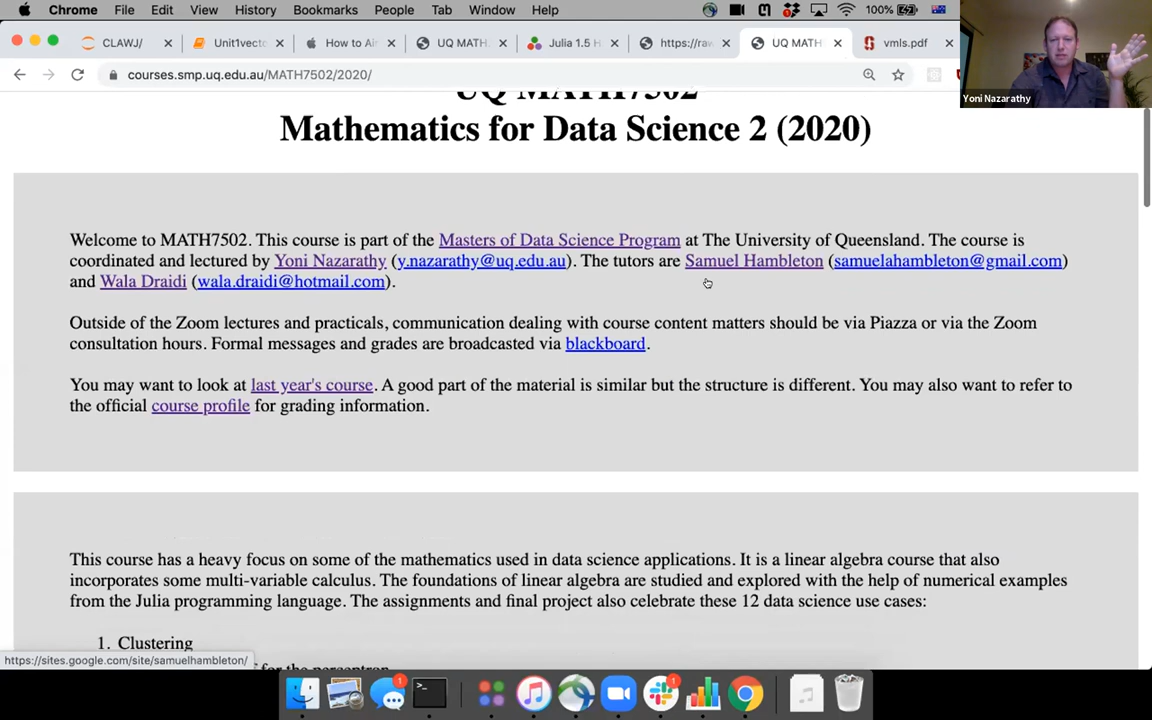 Chrome File Edit View History Bookmarks People Tab Window Help 100%
CLAWJ/ Unit1vect How to Ai UQ MATH Julia 1.5 H https://rav UQ MATH vmls.pdf
courses.smp.uq.edu.au/MATH7502/2020/
Yoni Nazarathy
UQ MATH7502
Mathematics for Data Science 2 (2020)
Welcome to MATH7502. This course is part of the Masters of Data Science Program at The University of Queensland. The course is
coordinated and lectured by Yoni Nazarathy (y.nazarathy@uq.edu.au). The tutors are Samuel Hambleton (samuelahambleton@gmail.com)
and Wala Draidi (wala.draidi@hotmail.com).
Outside of the Zoom lectures and practicals, communication dealing with course content matters should be via Piazza or via the Zoom
consultation hours. Formal messages and grades are broadcasted via blackboard.
You may want to look at last year's course. A good part of the material is similar but the structure is different. You may also want to refer to
the official course profile for grading information.
This course has a heavy focus on some of the mathematics used in data science applications. It is a linear algebra course that also
incorporates some multi-variable calculus. The foundations of linear algebra are studied and explored with the help of numerical examples
from the Julia programming language. The assignments and final project also celebrate these 12 data science use cases:
1. Clustering
f for the perceptron
https://sites.google.com/site/samuelhambleton/
1 1